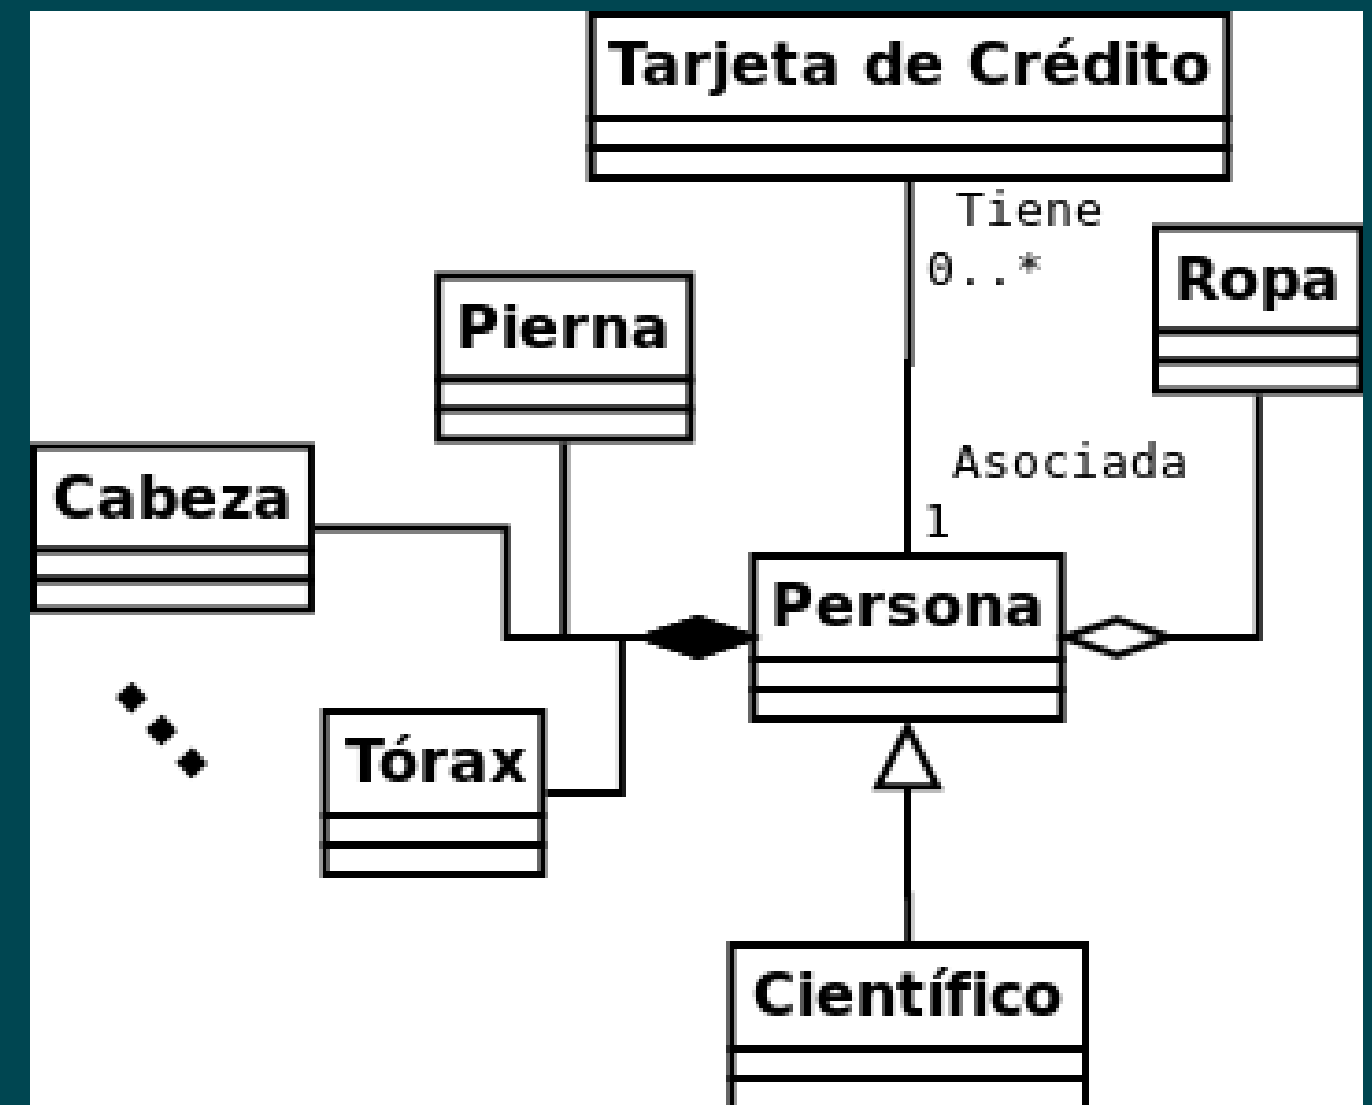 Tarjeta de Crédito
Tiene
0..*
Ropa
Pierna
Cabeza
Asociada
1
Persona
Tórax
Científico